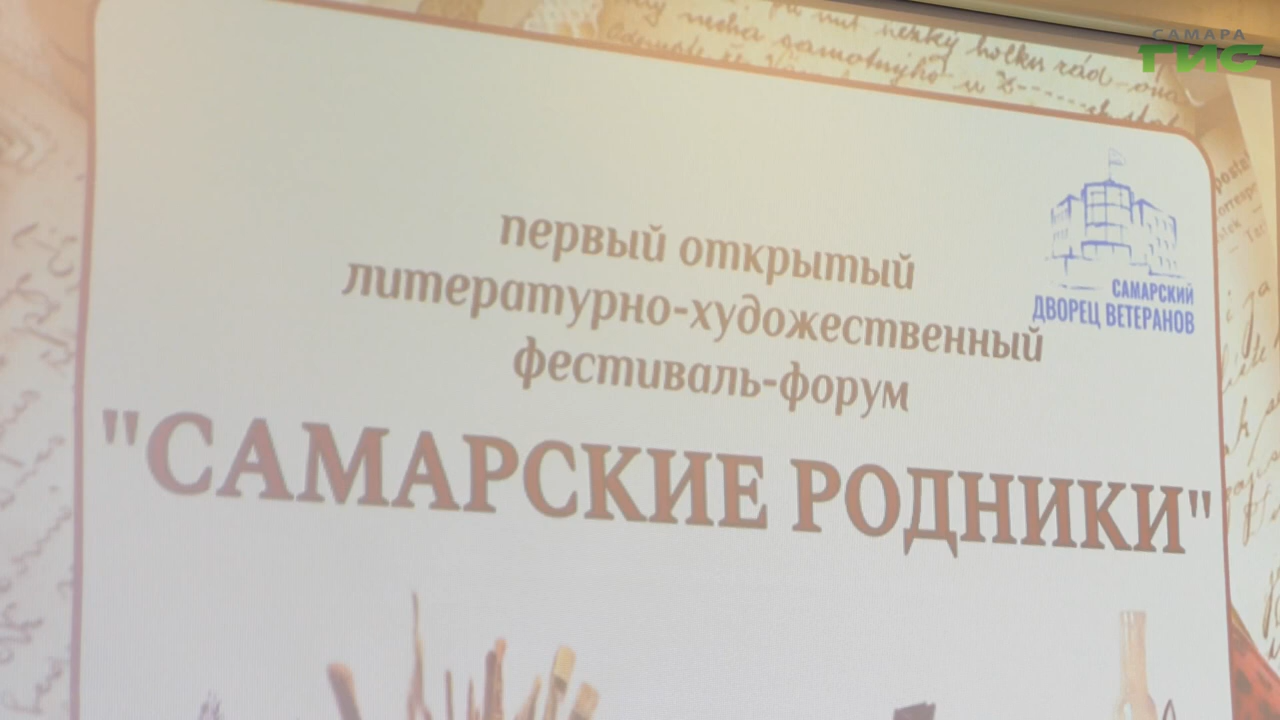 САМАРА
ГИС
первый открытый
литературно-художественный
фестиваль-форум
"САМАРСКИЕ РОДНИКИ"
САМАРСКИЙ
ДВОРЕЦ ВЕТЕРАНОВ